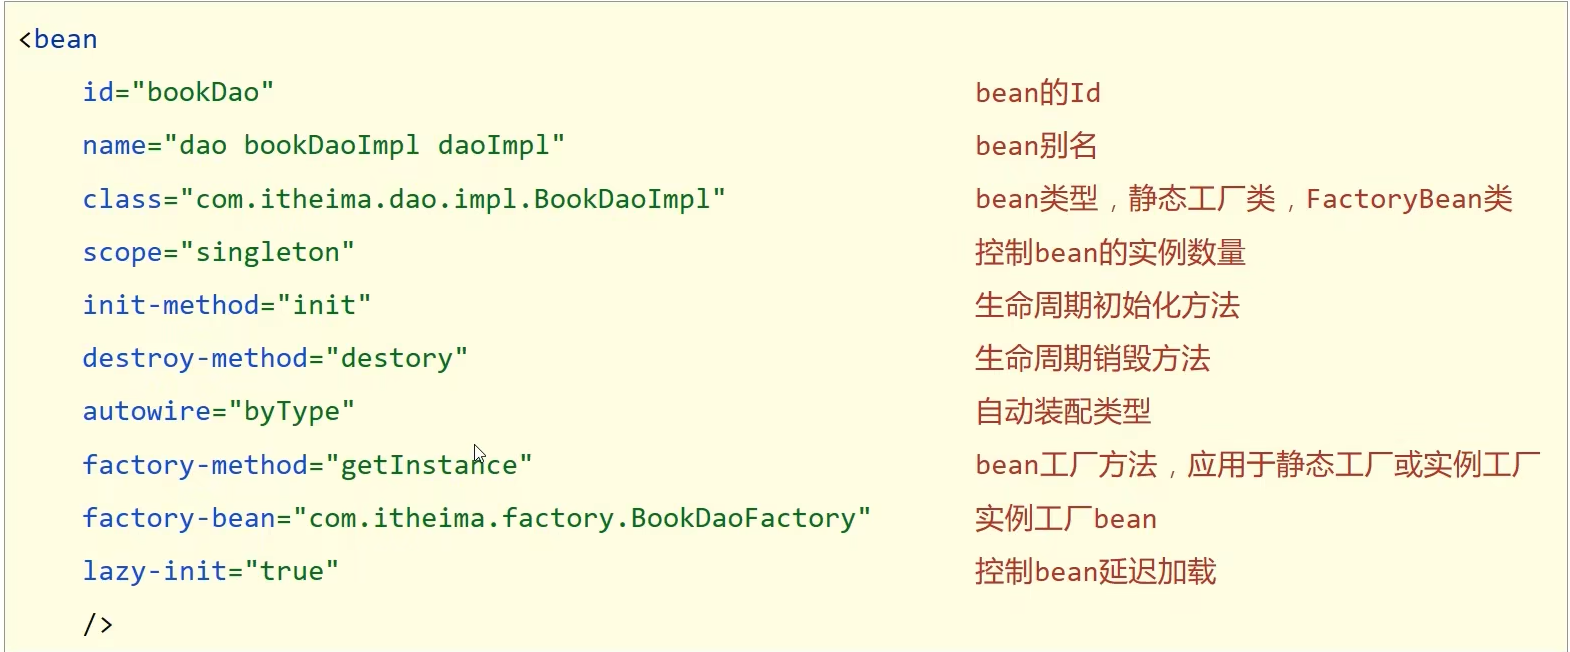 <bean
id="bookDao" bean的Id
name="dao bookDaoImpl daoImpl" bean别名
class="com.itheima.dao.impl.BookDaoImpl" bean类型，静态工厂类，FactoryBean类
scope="singleton" 控制bean的实例数量
init-method="init" 生命周期初始化方法
destroy-method="destory" 生命周期销毁方法
autowire="byType" 自动装配类型
factory-method="getInstance" bean工厂方法，应用于静态工厂或实例工厂
factory-bean="com.itheima.factory.BookDaoFactory" 实例工厂bean
lazy-init="true" 控制bean延迟加载
/>